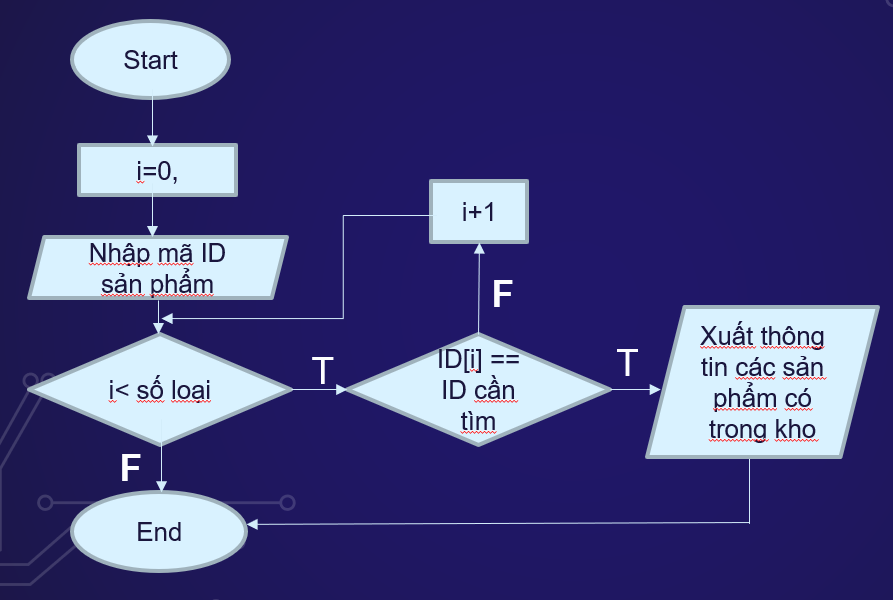 Start
i=0,
Nhập mã ID
sản phẩm
i< số loại
T
F
End
ID[i] ==
ID cần
tìm
F
i+1
T
Xuất thông
tin các sản
phẩm có
trong kho